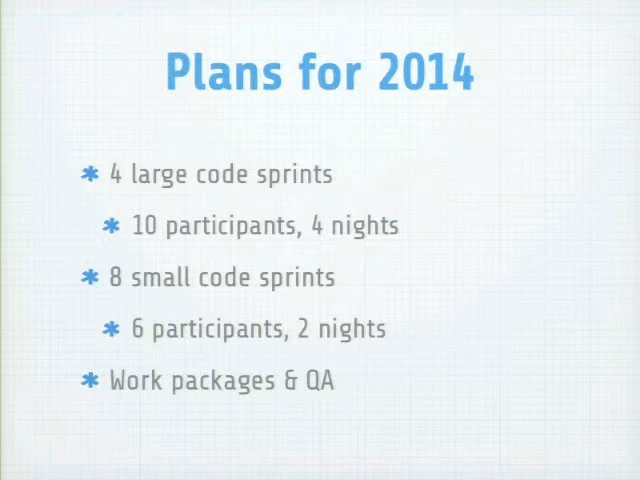 Plans for 2014
* 4 large code sprints
* 10 participants, 4 nights
* 8 small code sprints
* 6 participants, 2 nights
* Work packages & QA